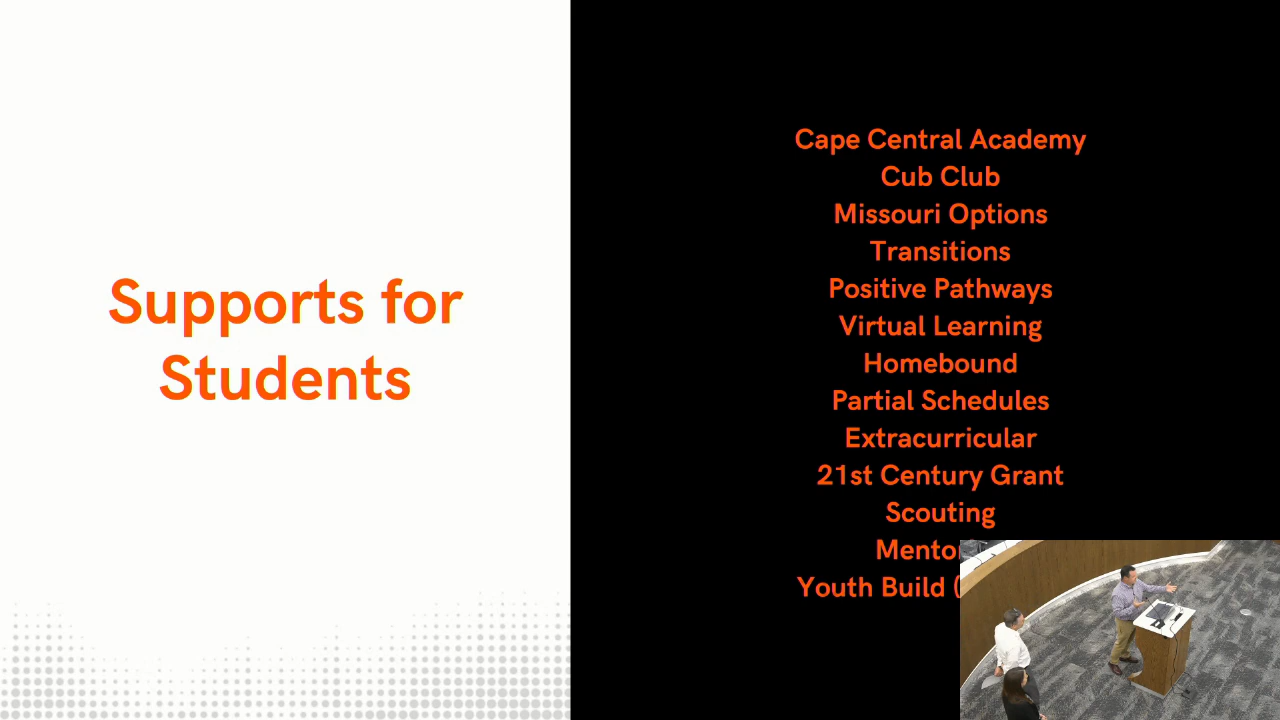 Supports for
Students
Cape Central Academy
Cub Club
Missouri Options
Transitions
Positive Pathways
Virtual Learning
Homebound
Partial Schedules
Extracurricular
21st Century Grant
Scouting
Youth Build